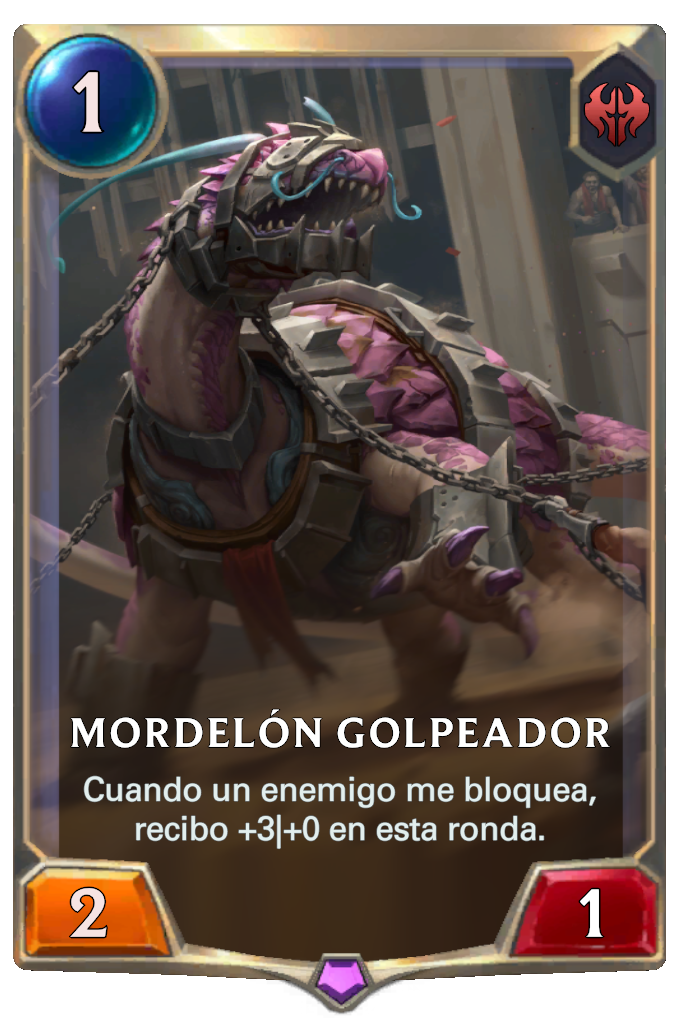 1
MORDELÓN GOLPEADOR
Cuando un enemigo me bloquea,
recibo +3|+0 en esta ronda.
2
1